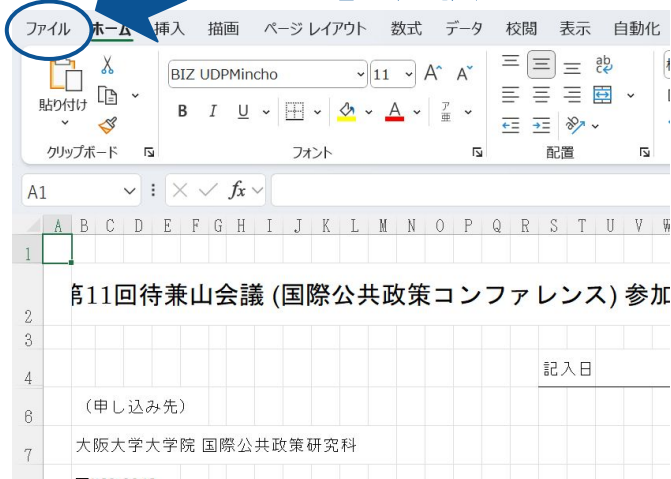 ファイル ホーム 挿入 描画 ページ レイアウト 数式 データ 校閲 表示 自動化
BIZ UDPMincho 11 A A
貼り付け
B I U A ア亜
クリップボード フォント 配置
A1 fx
A B C D E F G H I J K L M N O P Q R S T U V W
1
2 第11回待兼山会議 (国際公共政策コンファレンス) 参加
3
4 記入日
6 （申し込み先）
7 大阪大学大学院 国際公共政策研究科